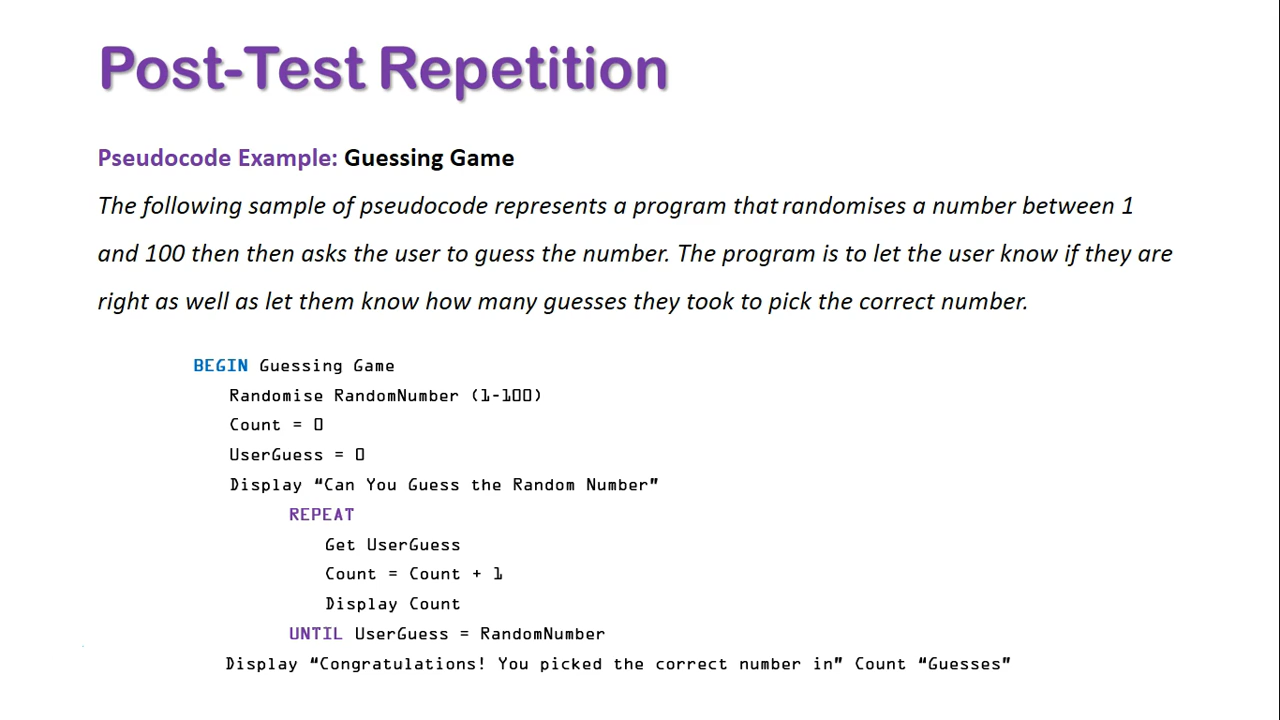 Post-Test Repetition
Pseudocode Example: Guessing Game
The following sample of pseudocode represents a program that randomises a number between 1
and 100 then then asks the user to guess the number. The program is to let the user know if they are
right as well as let them know how many guesses they took to pick the correct number.
BEGIN Guessing Game
Randomise RandomNumber (1-100)
Count = 0
UserGuess = 0
Display “Can You Guess the Random Number”
REPEAT
Get UserGuess
Count = Count + 1
Display Count
UNTIL UserGuess = RandomNumber
Display “Congratulations! You picked the correct number in” Count “Guesses”